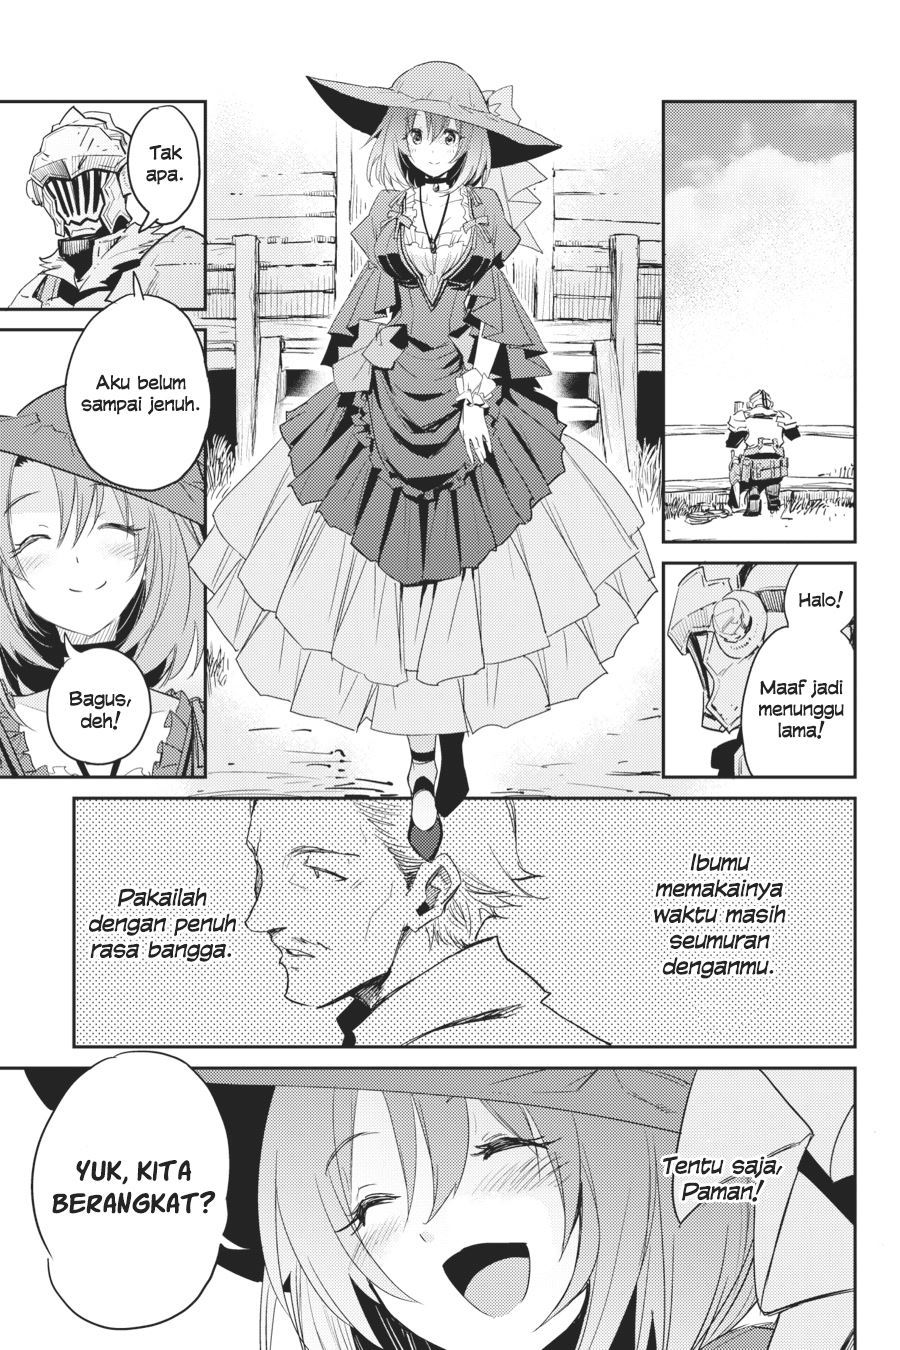 Halo!
Maaf jadi
menunggu
lama!
Tak
apa.
Aku belum
sampai jenuh.
Bagus,
deh!
Ibumu
memakainya
waktu masih
seumuran
denganmu.
Pakailah
dengan penuh
rasa bangga.
Tentu saja,
Paman!
YUK, KITA
BERANGKAT?